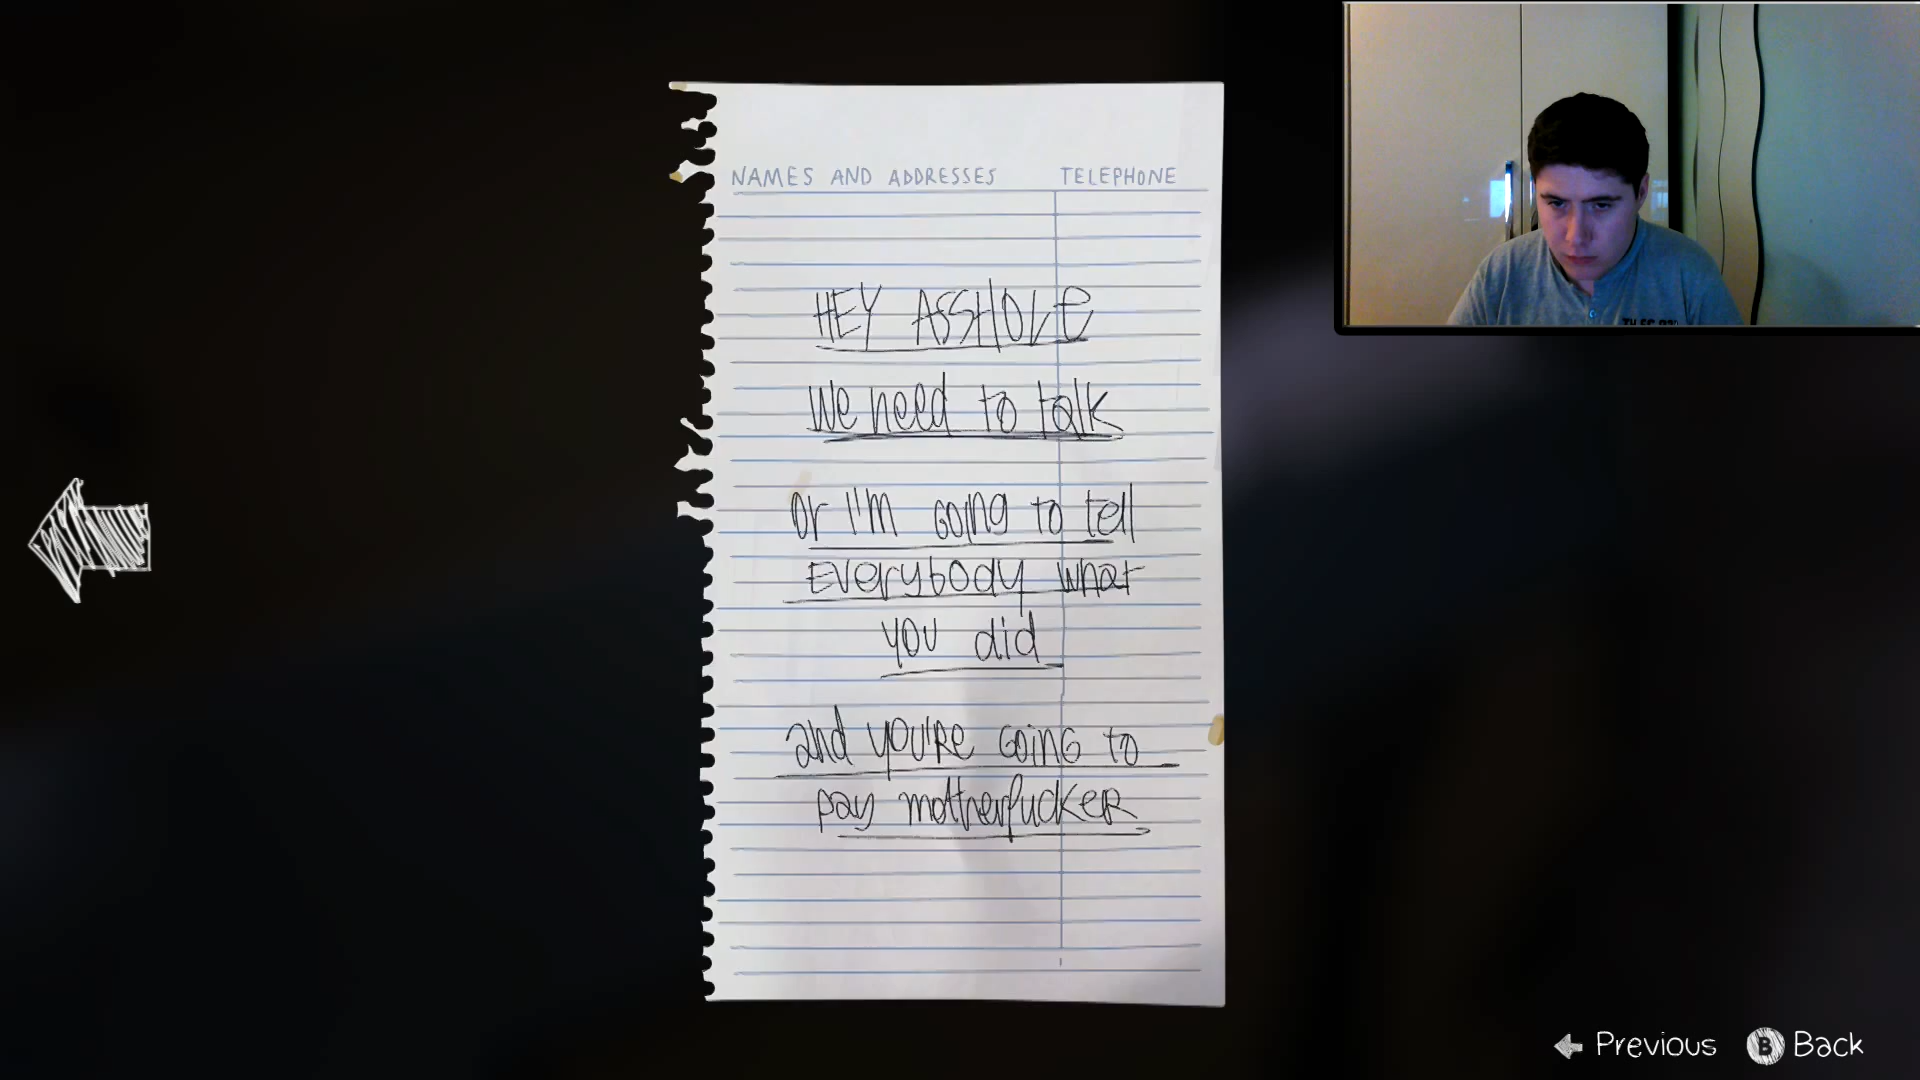 NAMES AND ADDRESSES TELEPHONE
HEY ASSHOLE
We need to talk
Or I'm going to tell
Everybody what
you did
and you're GOiNG to
pay motherfucker
Previous B Back